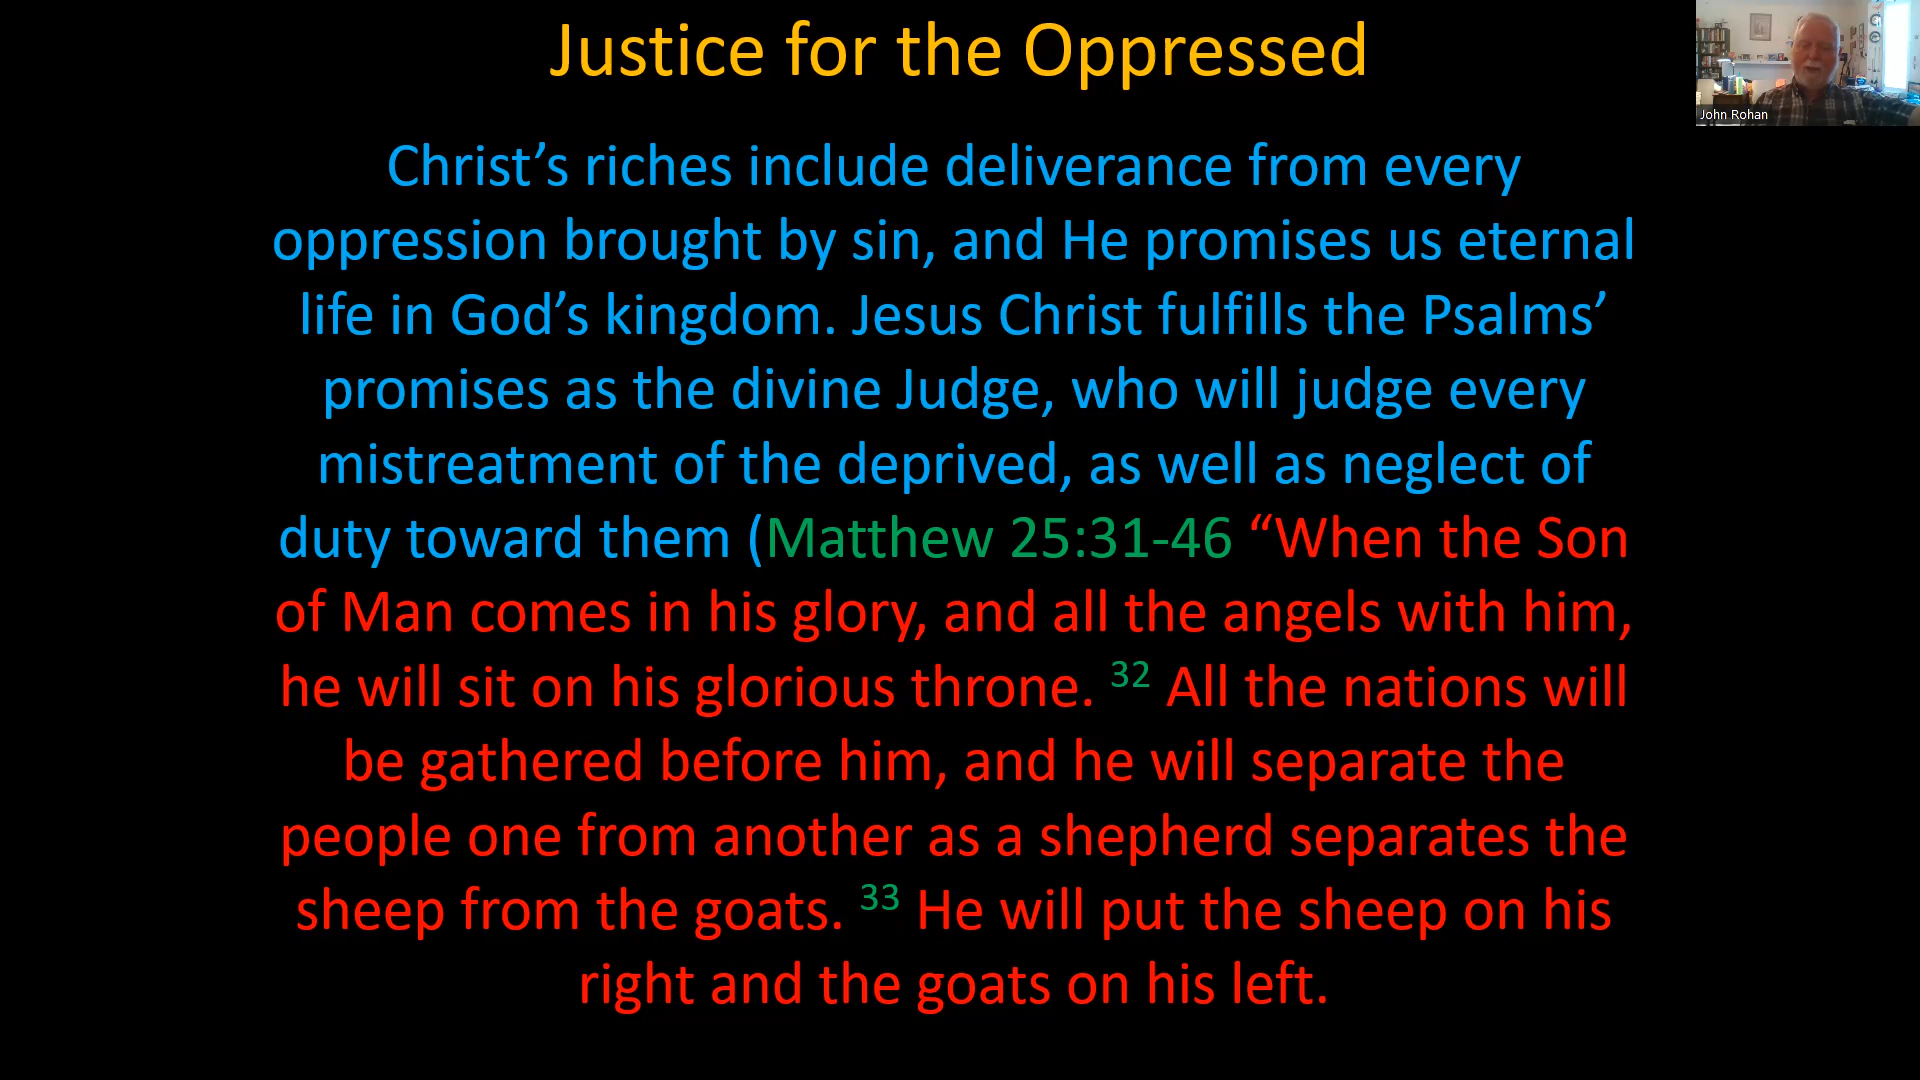 Justice for the Oppressed
John Rohan
Christ’s riches include deliverance from every
oppression brought by sin, and He promises us eternal
life in God’s kingdom. Jesus Christ fulfills the Psalms’
promises as the divine Judge, who will judge every
mistreatment of the deprived, as well as neglect of
duty toward them (Matthew 25:31-46 “When the Son
of Man comes in his glory, and all the angels with him,
he will sit on his glorious throne. 32 All the nations will
be gathered before him, and he will separate the
people one from another as a shepherd separates the
sheep from the goats. 33 He will put the sheep on his
right and the goats on his left.